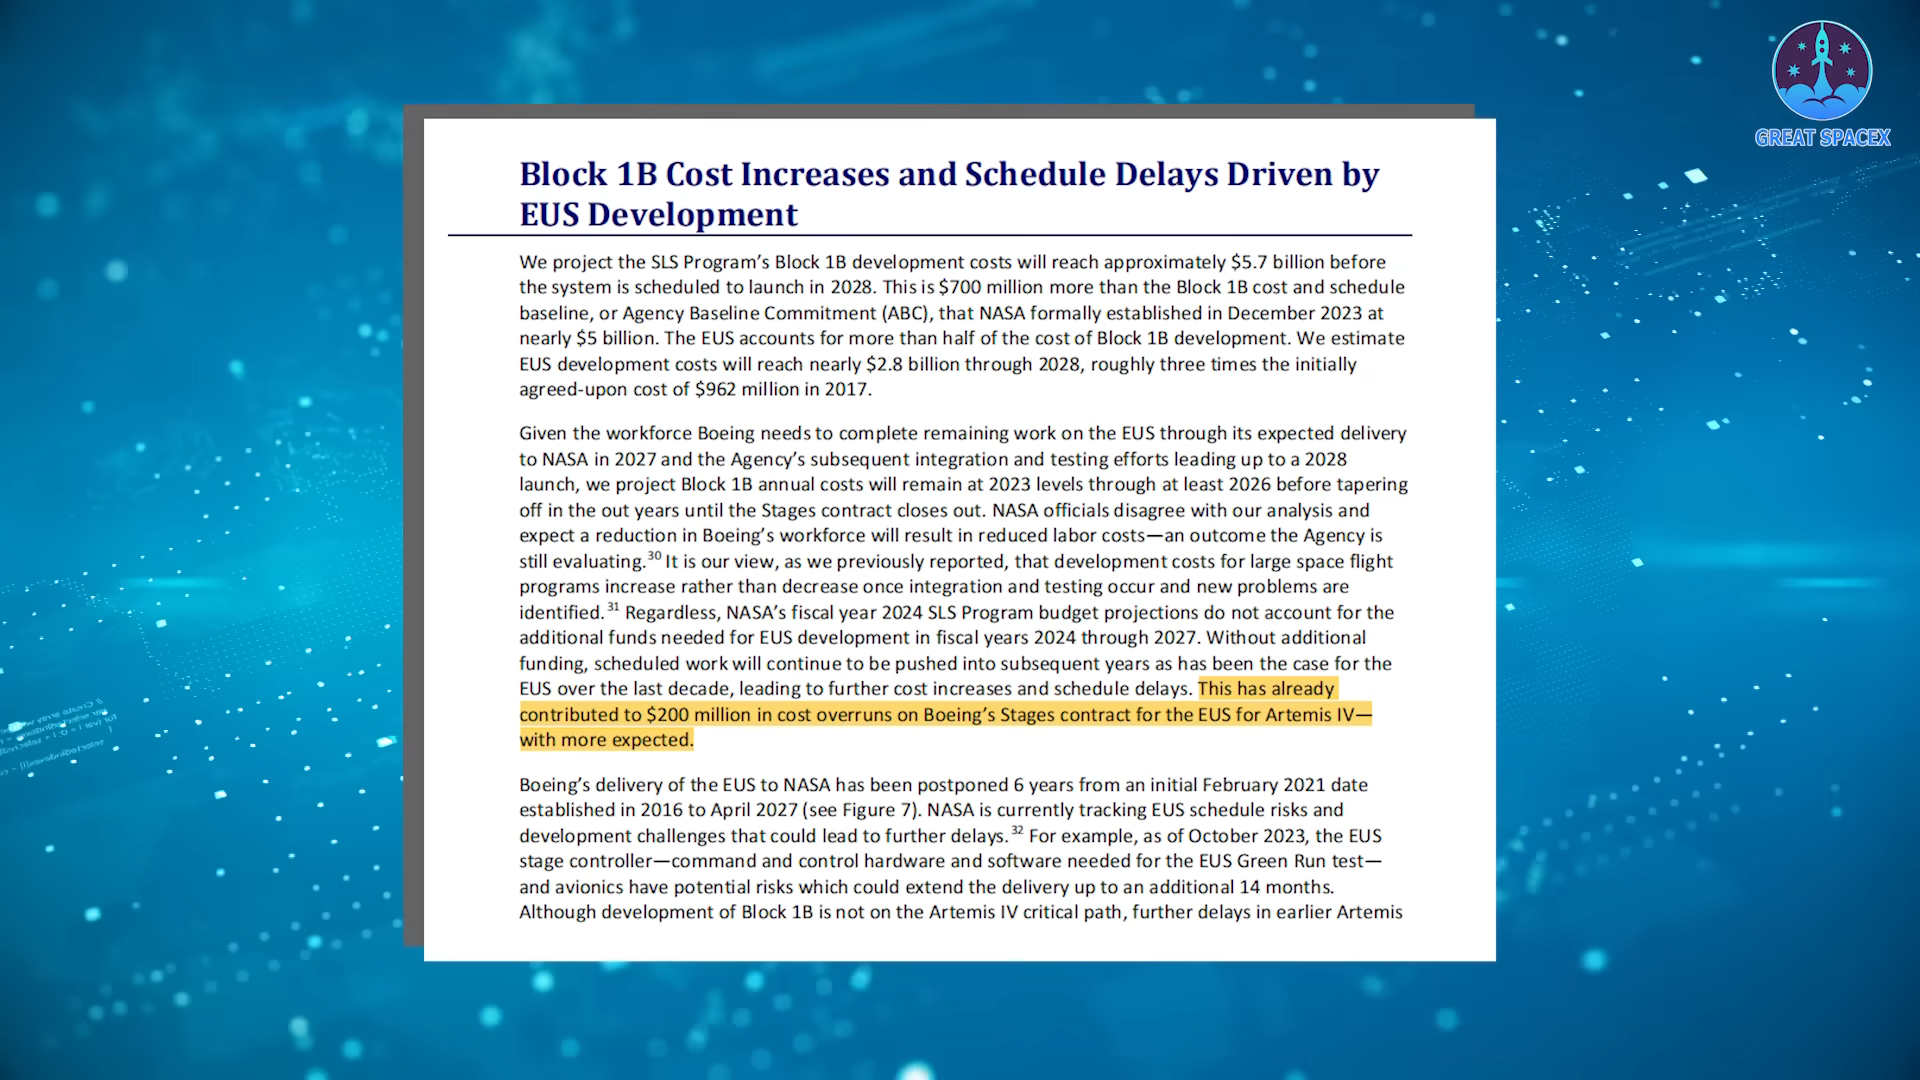 GREAT SPACEX
Block 1B Cost Increases and Schedule Delays Driven by
EUS Development
We project the SLS Program’s Block 1B development costs will reach approximately $5.7 billion before
the system is scheduled to launch in 2028. This is $700 million more than the Block 1B cost and schedule
baseline, or Agency Baseline Commitment (ABC), that NASA formally established in December 2023 at
nearly $5 billion. The EUS accounts for more than half of the cost of Block 1B development. We estimate
EUS development costs will reach nearly $2.8 billion through 2028, roughly three times the initially
agreed-upon cost of $962 million in 2017.
Given the workforce Boeing needs to complete remaining work on the EUS through its expected delivery
to NASA in 2027 and the Agency’s subsequent integration and testing efforts leading up to a 2028
launch, we project Block 1B annual costs will remain at 2023 levels through at least 2026 before tapering
off in the out years until the Stages contract closes out. NASA officials disagree with our analysis and
expect a reduction in Boeing’s workforce will result in reduced labor costs—an outcome the Agency is
still evaluating.30 It is our view, as we previously reported, that development costs for large space flight
programs increase rather than decrease once integration and testing occur and new problems are
identified.31 Regardless, NASA’s fiscal year 2024 SLS Program budget projections do not account for the
additional funds needed for EUS development in fiscal years 2024 through 2027. Without additional
funding, scheduled work will continue to be pushed into subsequent years as has been the case for the
EUS over the last decade, leading to further cost increases and schedule delays. This has already
contributed to $200 million in cost overruns on Boeing’s Stages contract for the EUS for Artemis IV—
with more expected.
Boeing’s delivery of the EUS to NASA has been postponed 6 years from an initial February 2021 date
established in 2016 to April 2027 (see Figure 7). NASA is currently tracking EUS schedule risks and
development challenges that could lead to further delays.32 For example, as of October 2023, the EUS
stage controller—command and control hardware and software needed for the EUS Green Run test—
and avionics have potential risks which could extend the delivery up to an additional 14 months.
Although development of Block 1B is not on the Artemis IV critical path, further delays in earlier Artemis